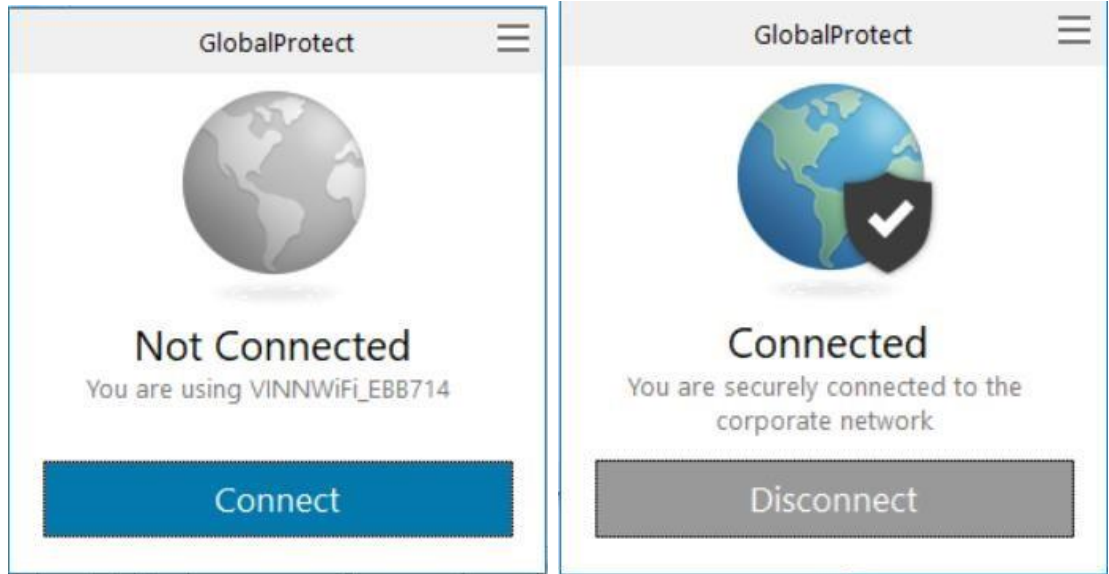 GlobalProtect
Not Connected
You are using VINNWiFi_EBB714
Connect
GlobalProtect
Connected
You are securely connected to the
corporate network
Disconnect